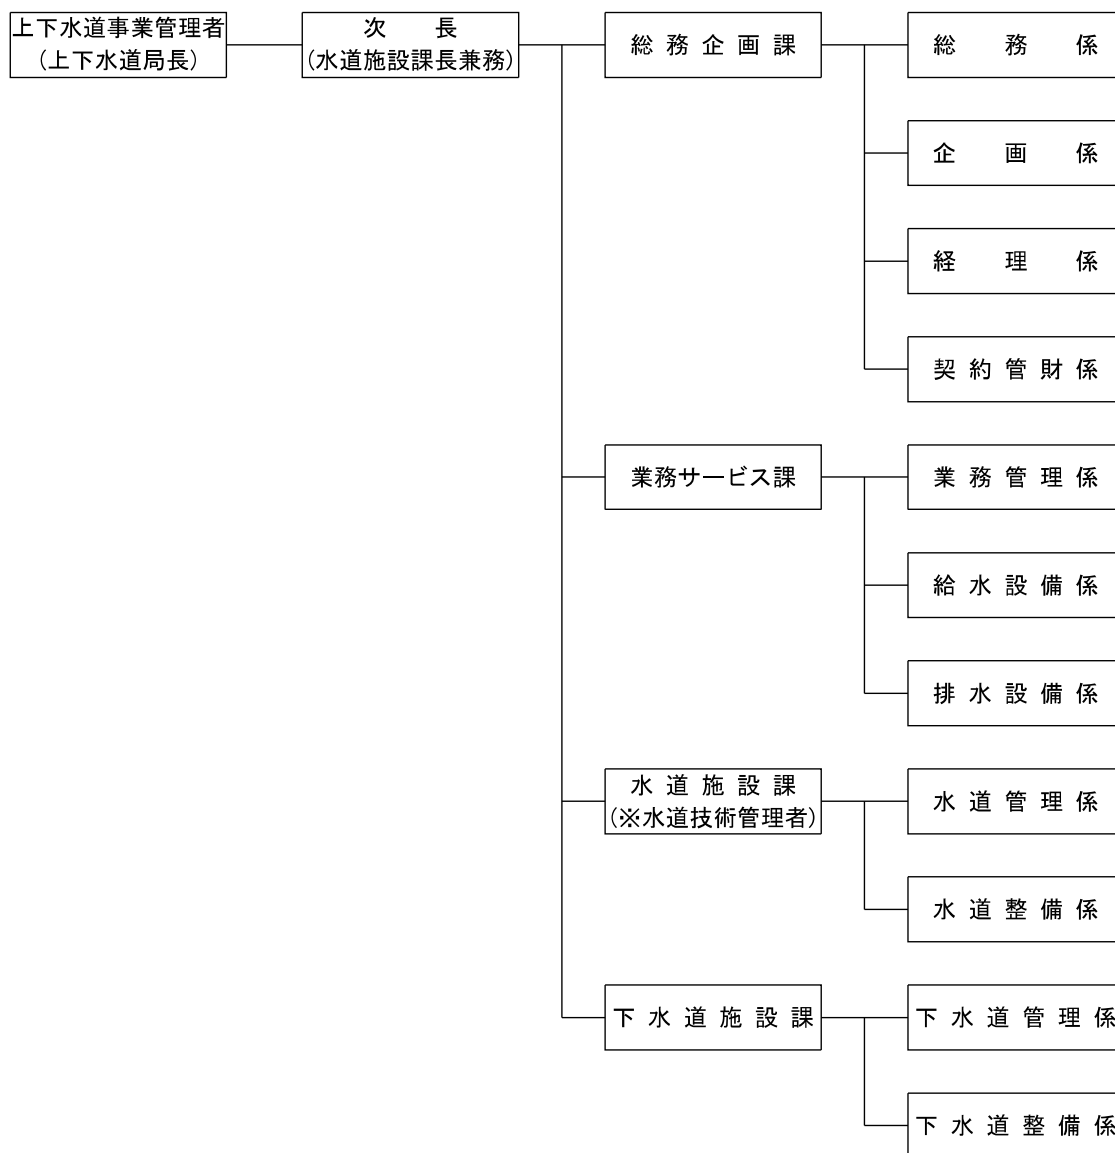 上下水道事業管理者
(上下水道局長)
次長
(水道施設課長兼務)
総務企画課
総務係
企画係
経理係
契約管財係
業務サービス課
業務管理係
給水設備係
排水設備係
水道施設課
(※水道技術管理者)
水道管理係
水道整備係
下水道施設課
下水道管理係
下水道整備係